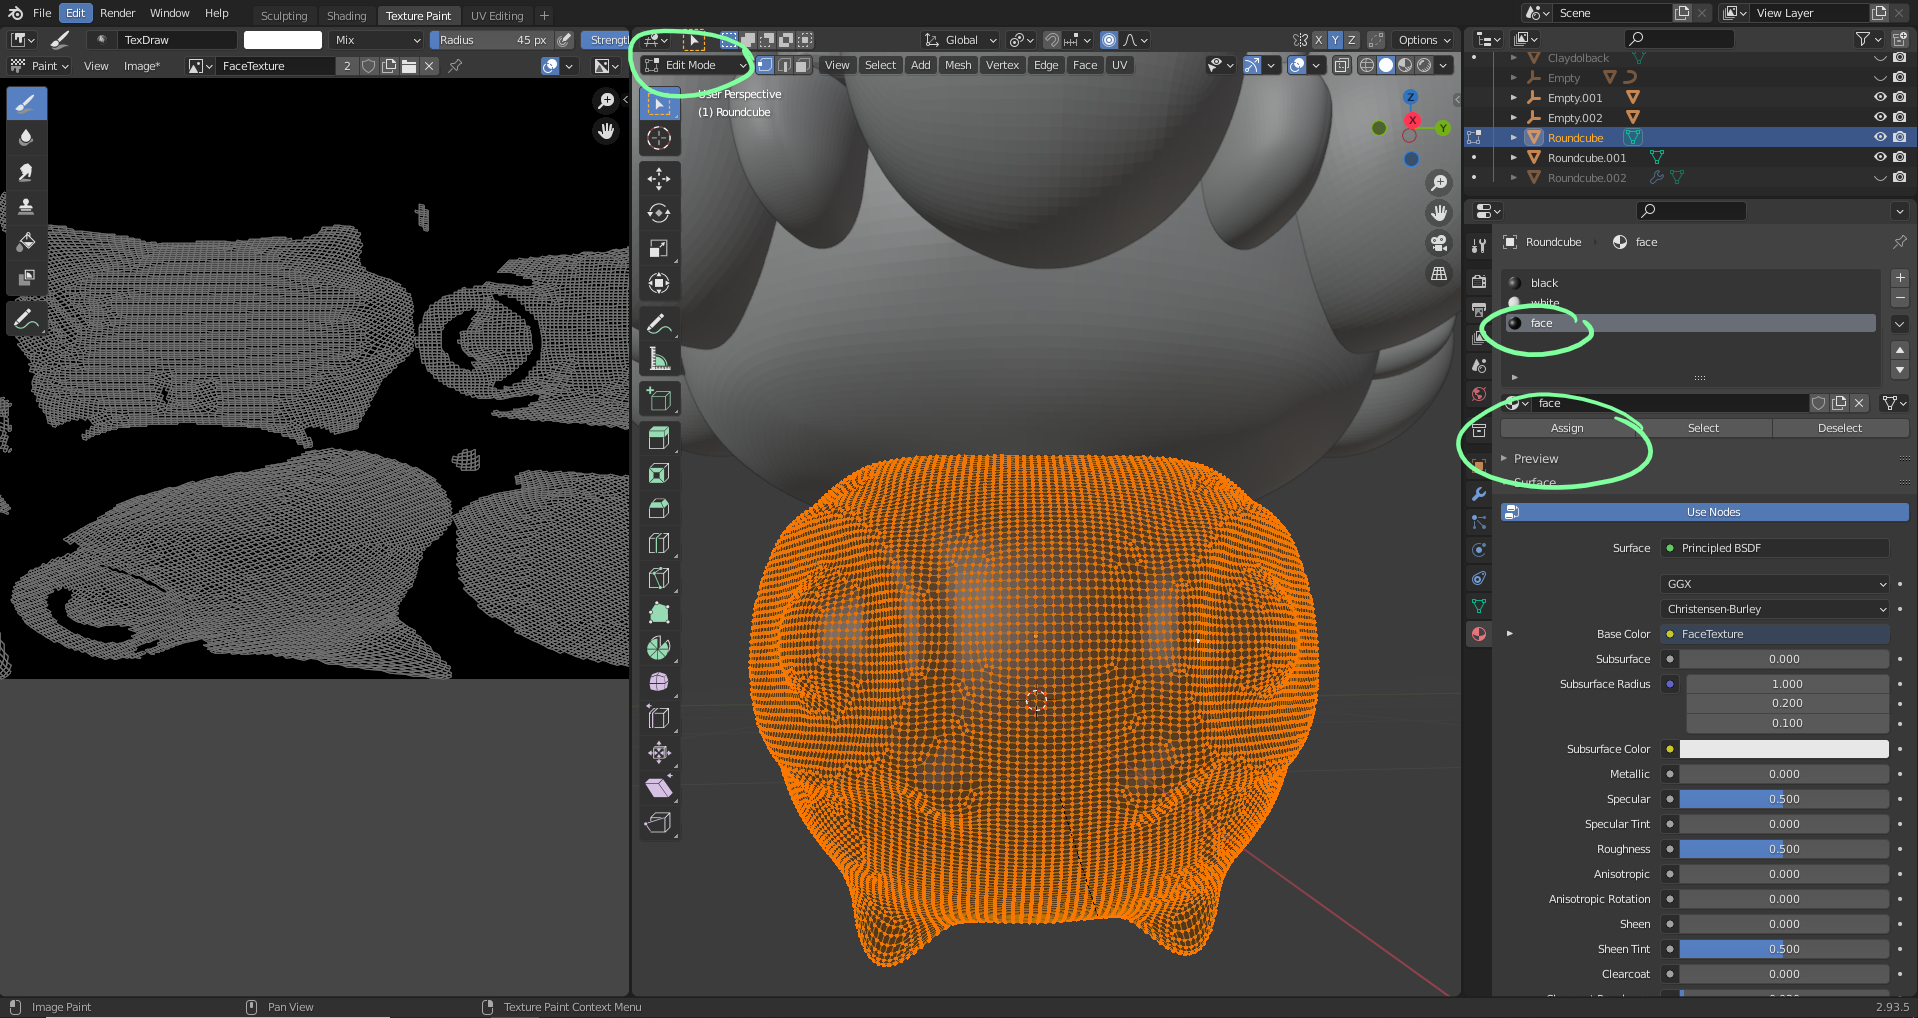 File Edit Render Window Help Sculpting Shading Texture Paint UV Editing + Scene View Layer
TexDraw Mix Radius 45 px Strengt Global X Y Z Options
Paint View Image* FaceTexture 2 Edit Mode View Select Add Mesh Vertex Edge Face UV
User Perspective
(1) Roundcube
Z
X
Y
Claydolback
Empty
Empty.001
Empty.002
Roundcube
Roundcube.001
Roundcube.002
Roundcube face
black
white
face
face
Assign Select Deselect
Preview
Surface
Use Nodes
Surface Principled BSDF
GGX
Christensen-Burley
Base Color FaceTexture
Subsurface 0.000
Subsurface Radius 1.000
0.200
0.100
Subsurface Color
Metallic 0.000
Specular 0.500
Specular Tint 0.000
Roughness 0.500
Anisotropic 0.000
Anisotropic Rotation 0.000
Sheen 0.000
Sheen Tint 0.500
Clearcoat 0.000
Image Paint Pan View Texture Paint Context Menu 2.93.5